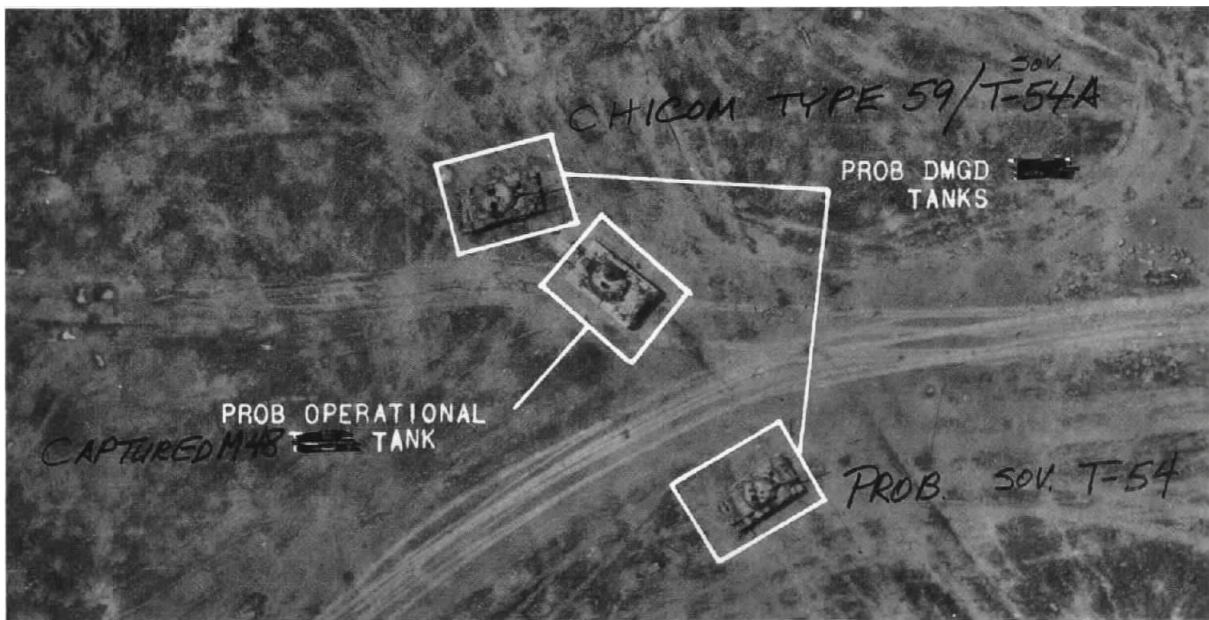 SOV.
CHICOM TYPE 59/T-54A
PROB DMGD
TANKS
PROB OPERATIONAL
CAPTURED M48 TANK
PROB. SOV. T-54